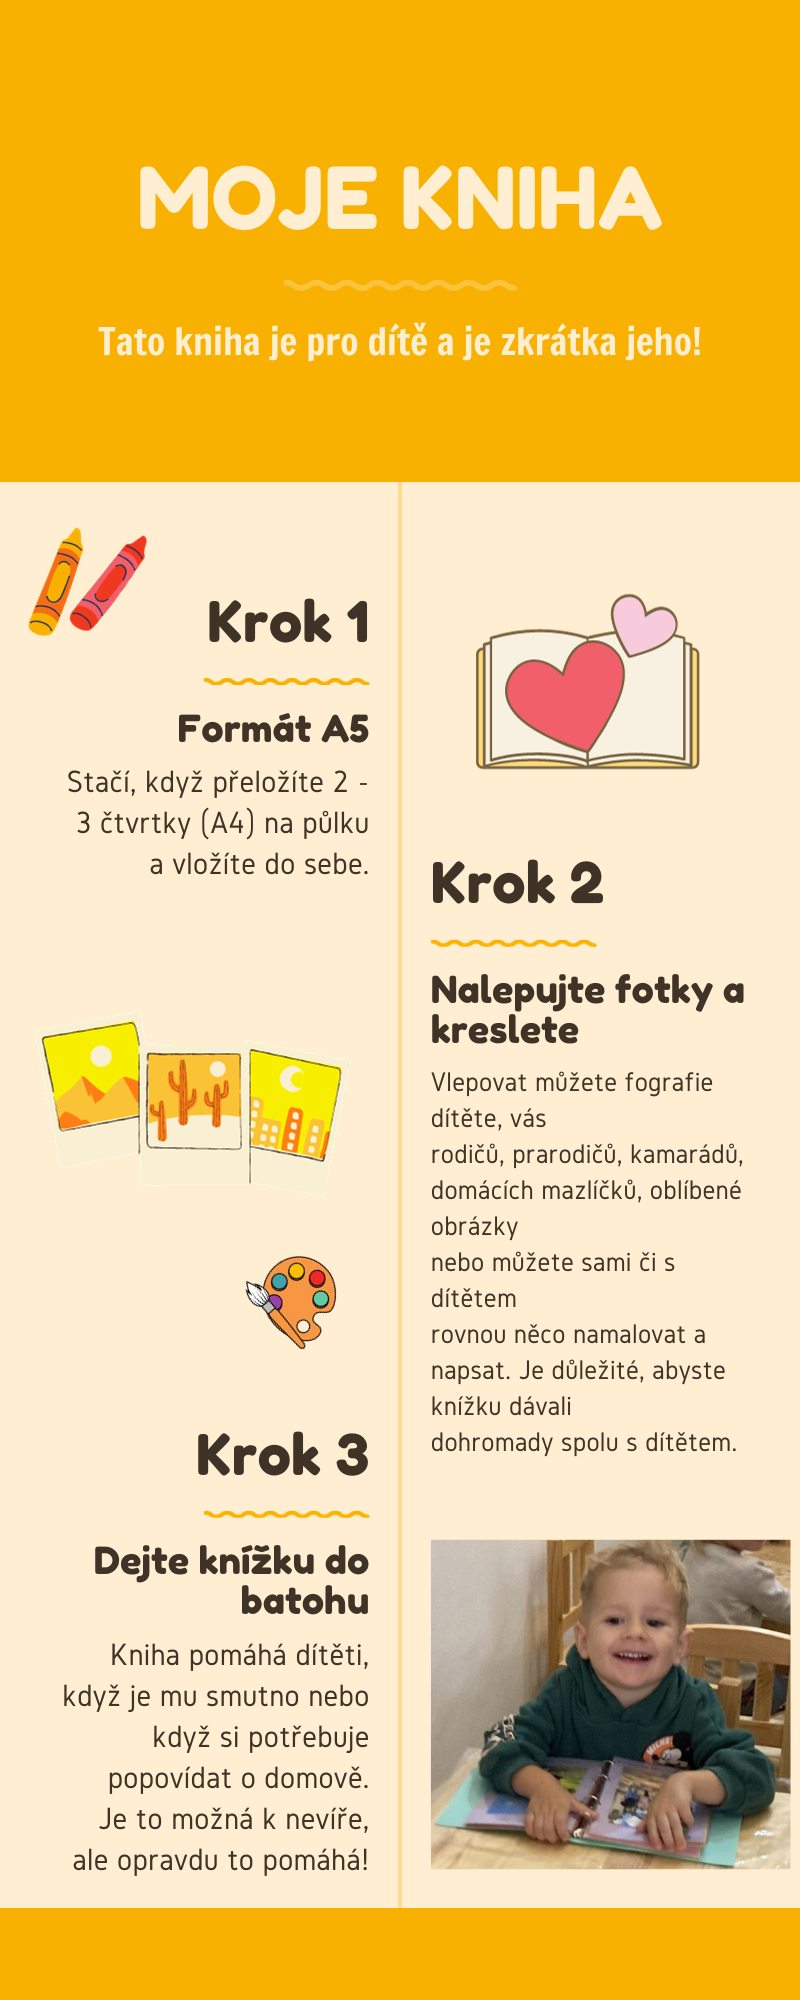 MOJE KNIHA
Tato kniha je pro dítě a je zkrátka jeho!
Krok 1
Formát A5
Stačí, když přeložíte 2 -
3 čtvrtky (A4) na půlku
a vložíte do sebe.
Krok 2
Nalepujte fotky a
kreslete
Vlepovat můžete fografie
dítěte, vás
rodičů, prarodičů, kamarádů,
domácích mazlíčků, oblíbené
obrázky
nebo můžete sami či s
dítětem
rovnou něco namalovat a
napsat. Je důležité, abyste
knížku dávali
dohromady spolu s dítětem.
Krok 3
Dejte knížku do
batohu
Kniha pomáhá dítěti,
když je mu smutno nebo
když si potřebuje
popovídat o domově.
Je to možná k nevíře,
ale opravdu to pomáhá!